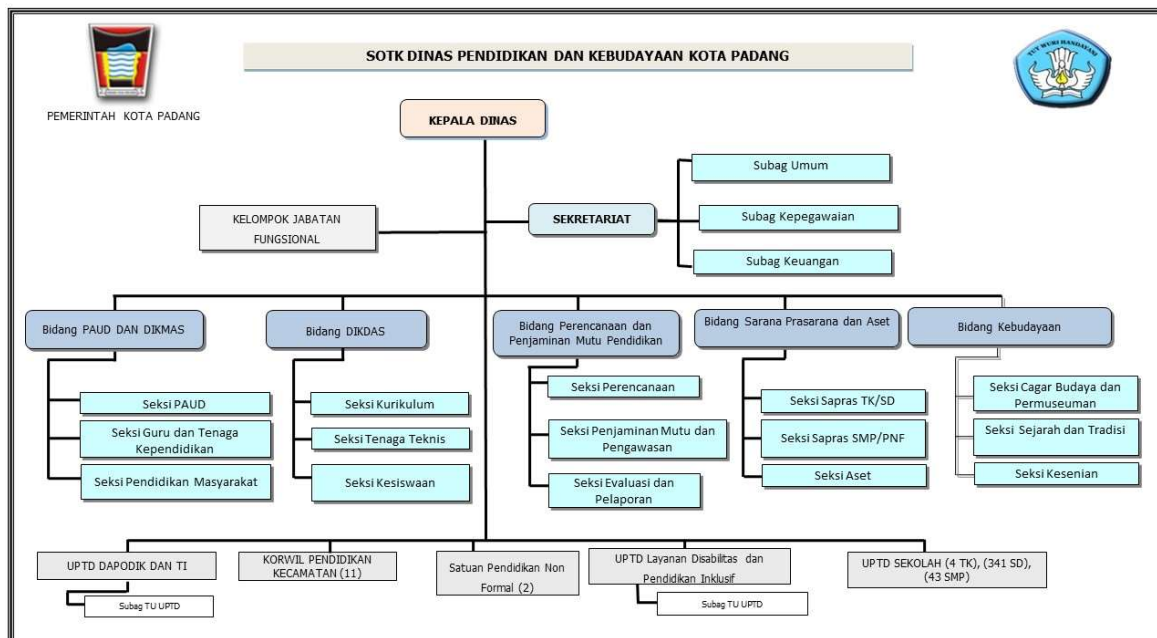 SOTK DINAS PENDIDIKAN DAN KEBUDAYAAN KOTA PADANG
TUT WURI HANDAYANI
PEMERINTAH KOTA PADANG
KEPALA DINAS
Subag Umum
KELOMPOK JABATAN
FUNGSIONAL
SEKRETARIAT
Subag Kepegawaian
Subag Keuangan
Bidang PAUD DAN DIKMAS
Bidang DIKDAS
Bidang Perencanaan dan
Penjaminan Mutu Pendidikan
Bidang Sarana Prasarana dan Aset
Bidang Kebudayaan
Seksi PAUD
Seksi Guru dan Tenaga
Kependidikan
Seksi Pendidikan Masyarakat
Seksi Kurikulum
Seksi Tenaga Teknis
Seksi Kesiswaan
Seksi Perencanaan
Seksi Penjaminan Mutu dan
Pengawasan
Seksi Evaluasi dan
Pelaporan
Seksi Sapras TK/SD
Seksi Sapras SMP/PNF
Seksi Aset
Seksi Cagar Budaya dan
Permuseuman
Seksi Sejarah dan Tradisi
Seksi Kesenian
UPTD DAPODIK DAN TI
Subag TU UPTD
KORWIL PENDIDIKAN
KECAMATAN (11)
Satuan Pendidikan Non
Formal (2)
UPTD Layanan Disabilitas dan
Pendidikan Inklusif
Subag TU UPTD
UPTD SEKOLAH (4 TK), (341 SD),
(43 SMP)